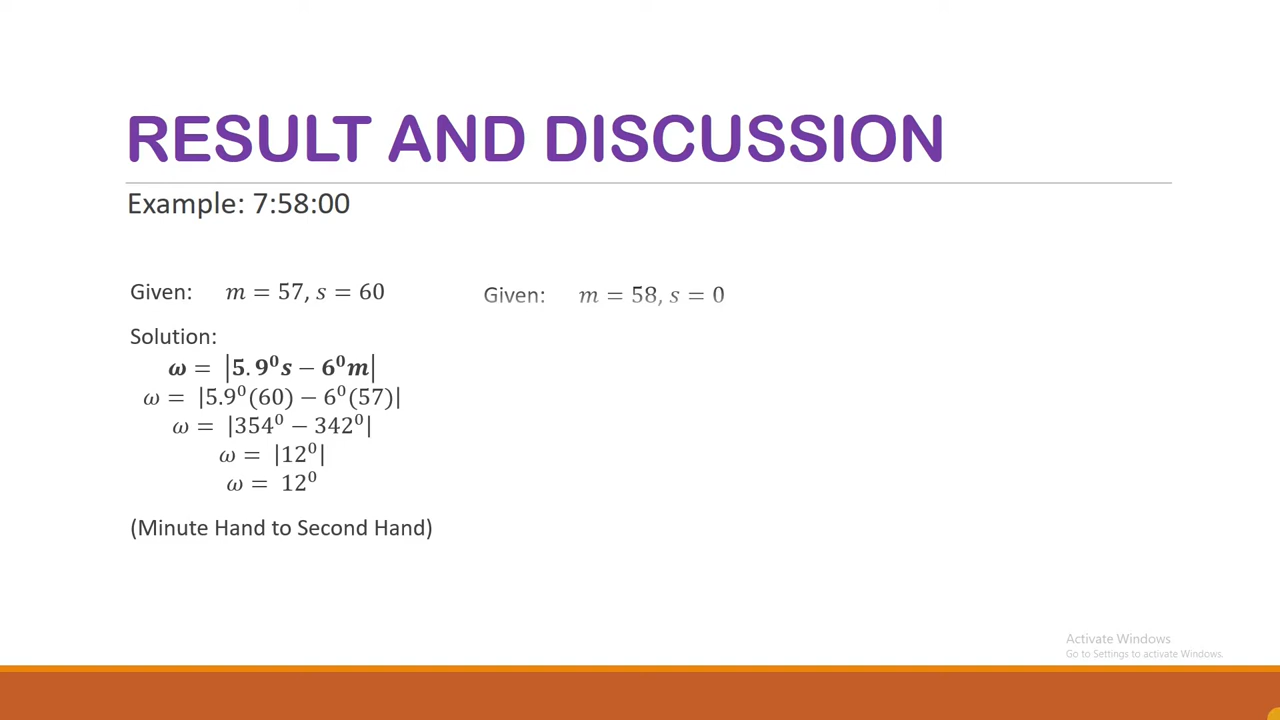 RESULT AND DISCUSSION
Example: 7:58:00
Given: m = 57, s = 60
Solution:
ω = |5.9⁰s − 6⁰m|
ω = |5.9⁰(60) − 6⁰(57)|
ω = |354⁰ − 342⁰|
ω = |12⁰|
ω = 12⁰
(Minute Hand to Second Hand)
Given: m = 58, s = 0
Activate Windows
Go to Settings to activate Windows.